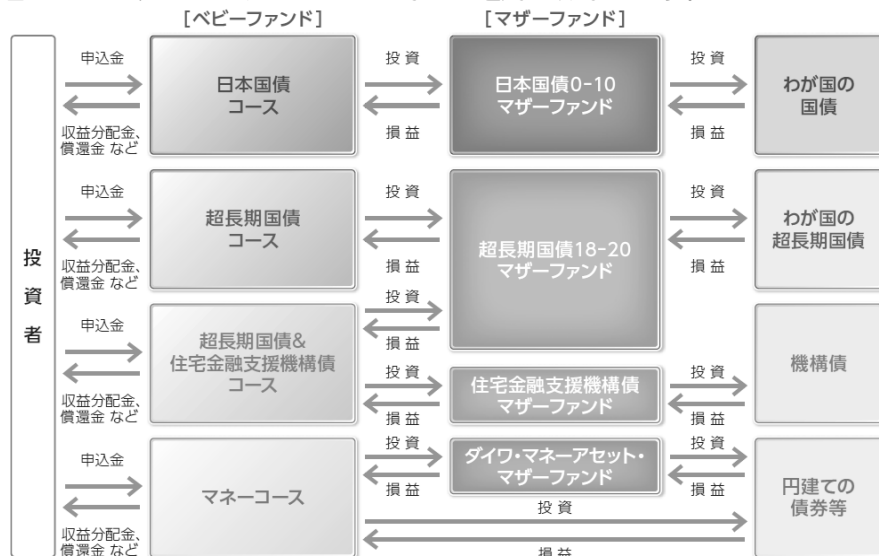 [ベビーファンド]
[マザーファンド]
申込金
収益分配金、
償還金 など
日本国債
コース
投 資
損 益
日本国債0-10
マザーファンド
投 資
損 益
わが国の
国債
申込金
収益分配金、
償還金 など
超長期国債
コース
投 資
損 益
超長期国債18-20
マザーファンド
投 資
損 益
わが国の
超長期国債
投
資
者
申込金
収益分配金、
償還金 など
超長期国債&
住宅金融支援機構債
コース
投 資
損 益
投 資
損 益
住宅金融支援機構債
マザーファンド
投 資
損 益
機構債
申込金
収益分配金、
償還金 など
マネーコース
投 資
損 益
ダイワ・マネーアセット・
マザーファンド
投 資
損 益
投 資
損 益
円建ての
債券等